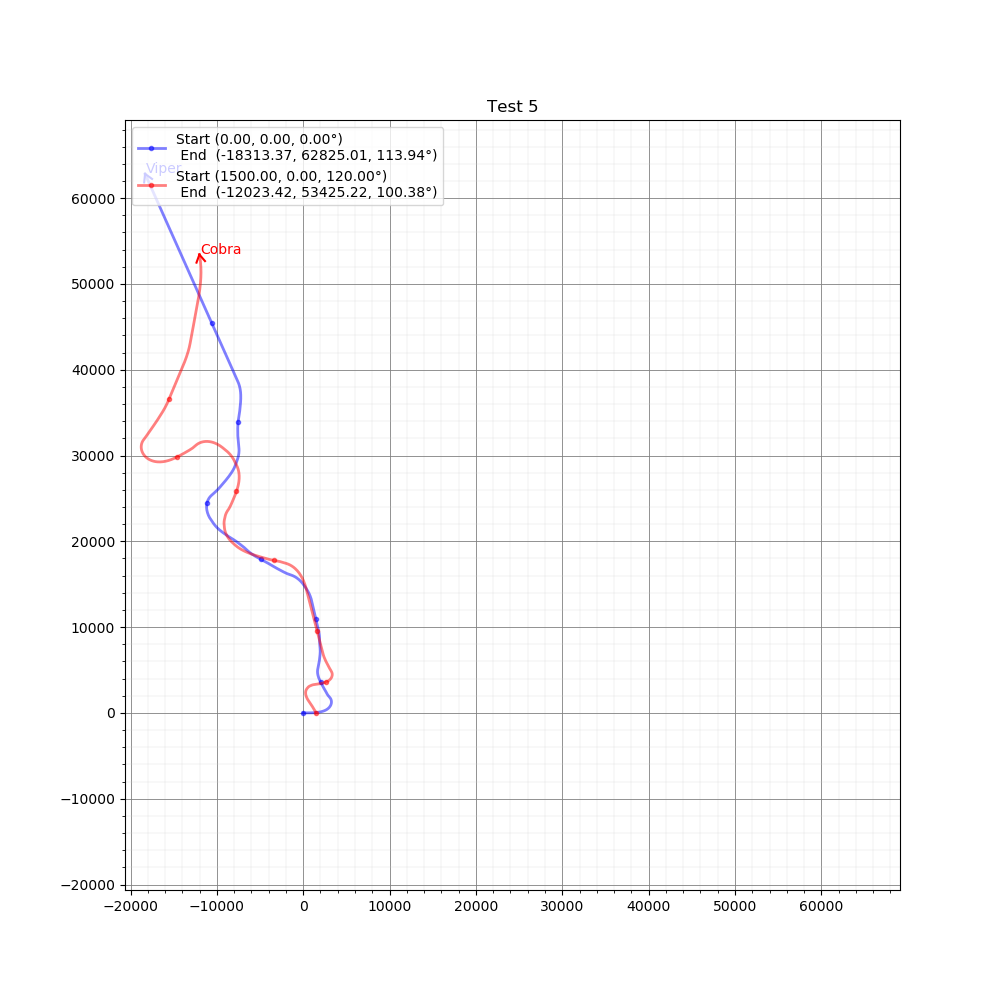 Test 5
Start (0.00, 0.00, 0.00°)
End (-18313.37, 62825.01, 113.94°)
Start (1500.00, 0.00, 120.00°)
End (-12023.42, 53425.22, 100.38°)
Viper
Cobra
60000
50000
40000
30000
20000
10000
0
−10000
−20000
−20000 −10000 0 10000 20000 30000 40000 50000 60000